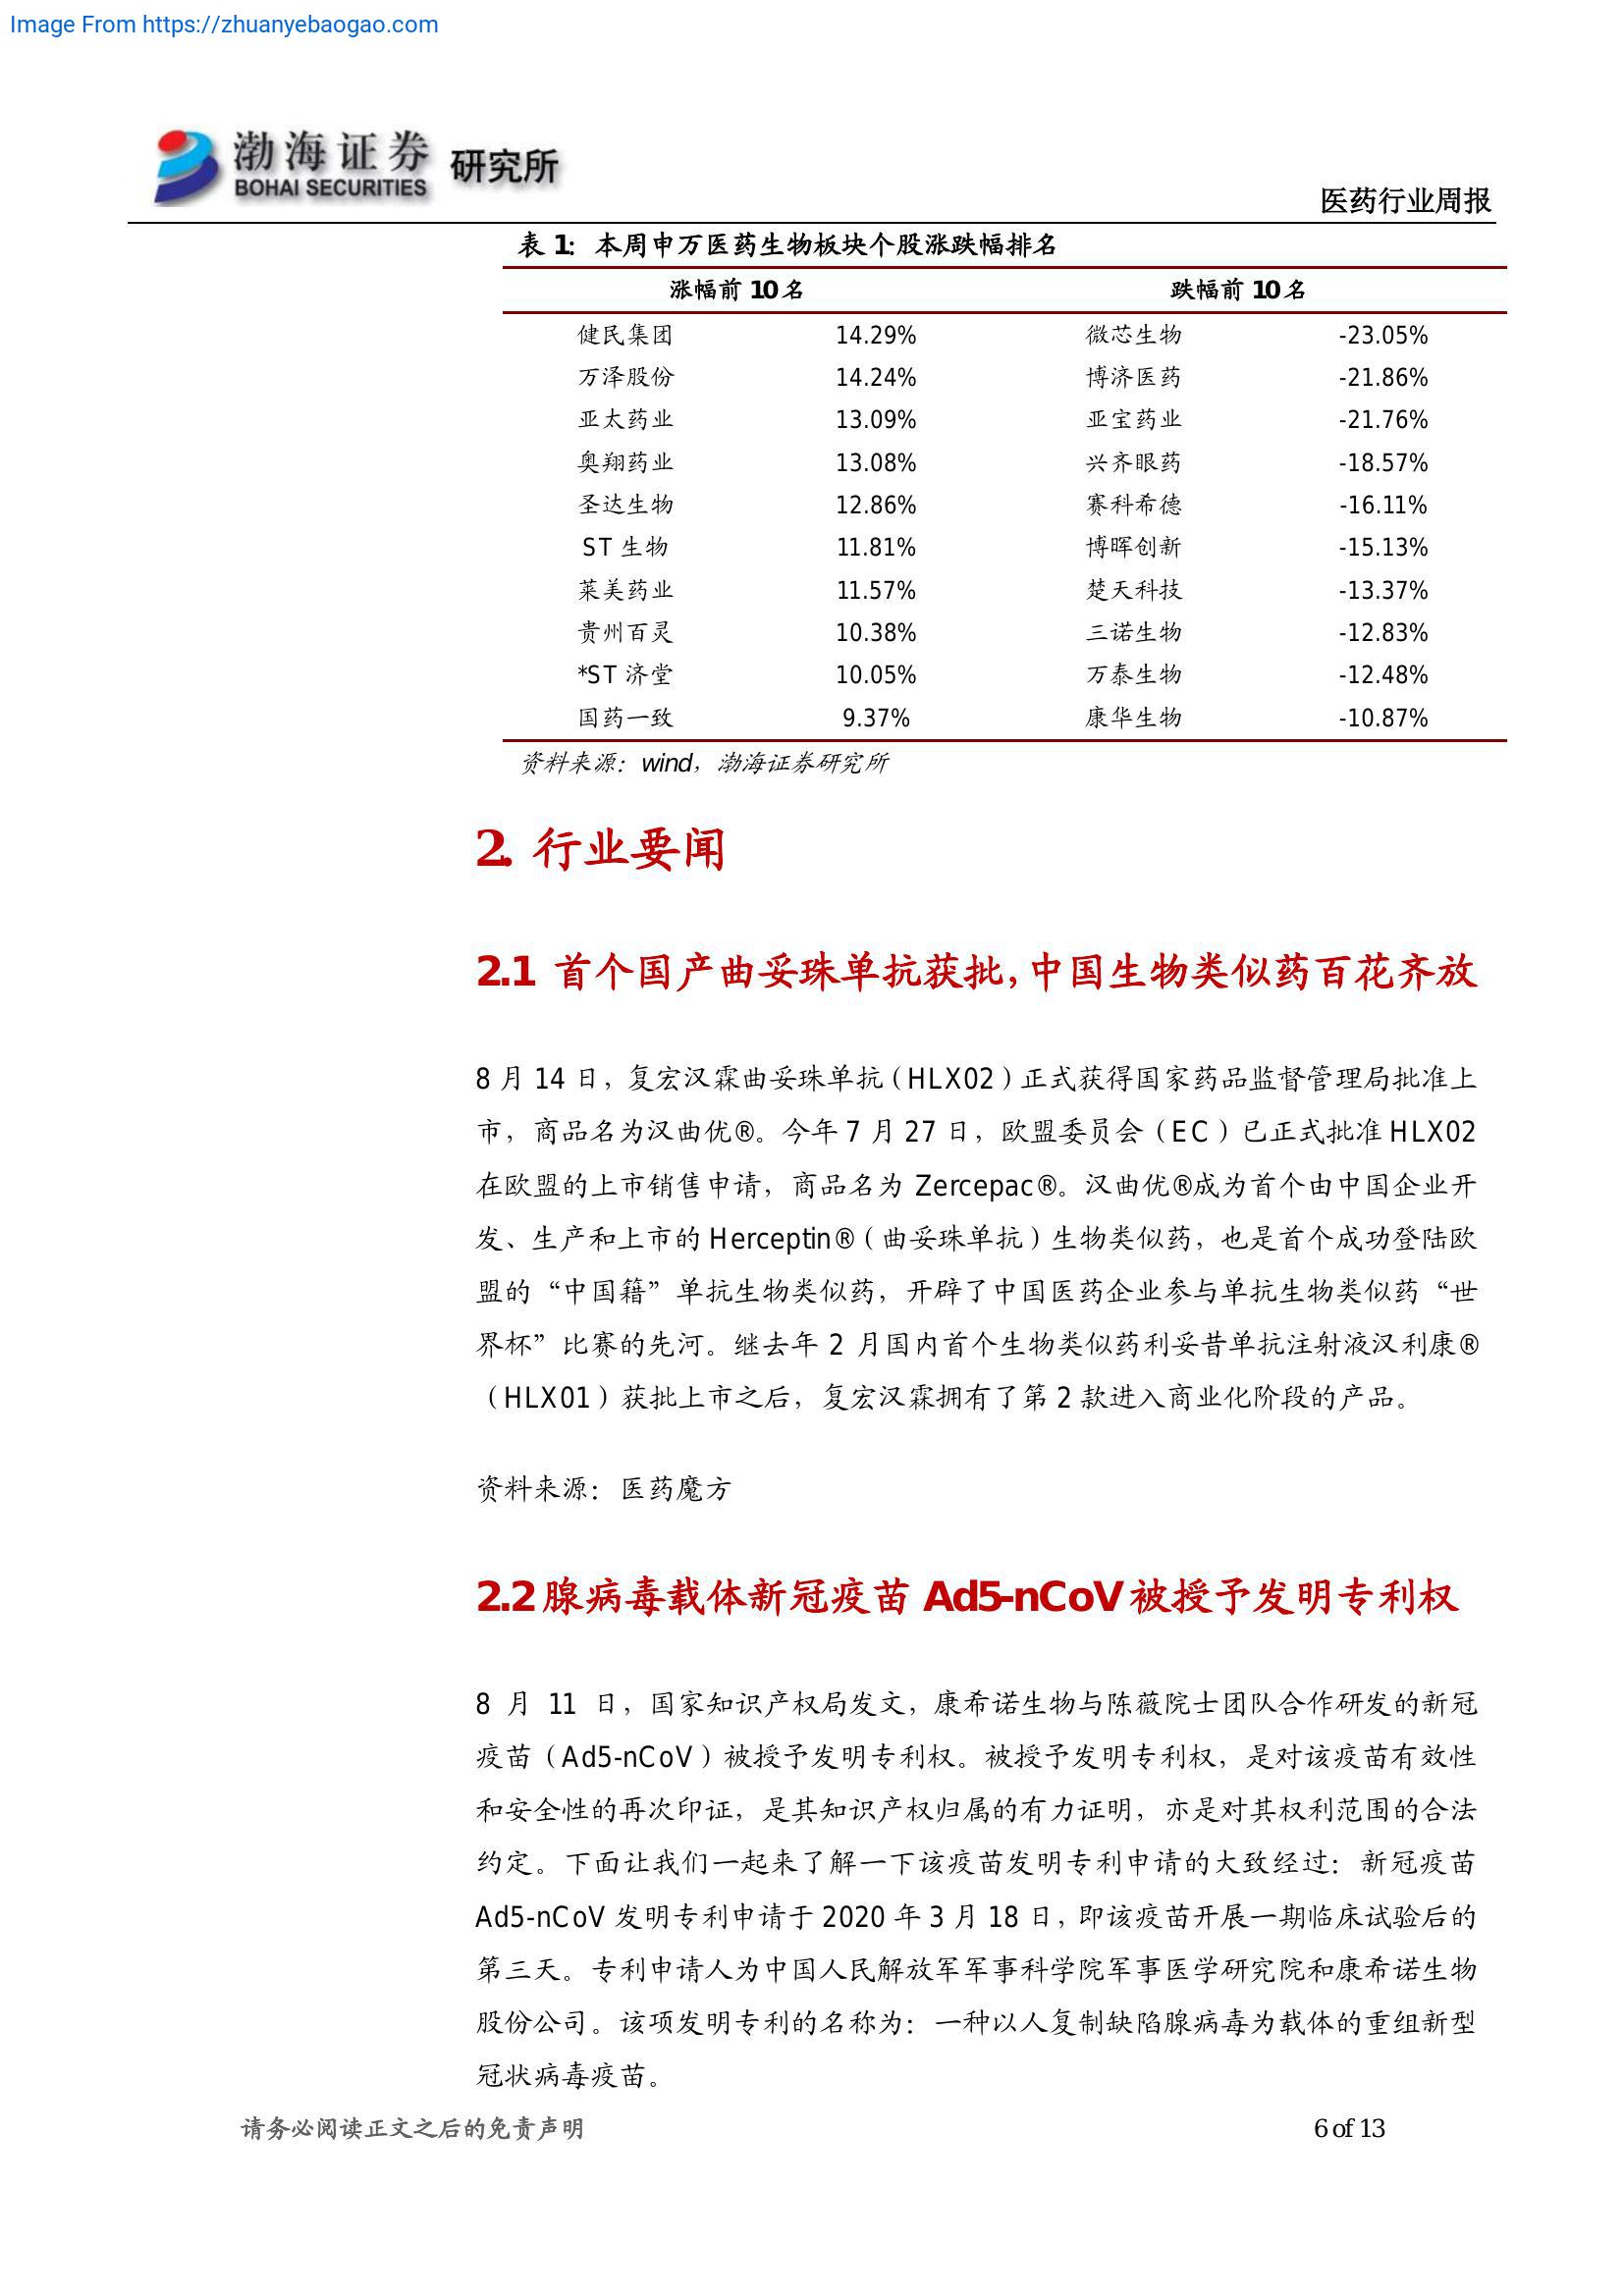 Image From https://zhuanyebaogao.com
渤海证券 研究所
BOHAI SECURITIES
医药行业周报
表 1: 本周申万医药生物板块个股涨跌幅排名
涨幅前 10 名 跌幅前 10 名
健民集团 14.29% 微芯生物 -23.05%
万泽股份 14.24% 博济医药 -21.86%
亚太药业 13.09% 亚宝药业 -21.76%
奥翔药业 13.08% 兴齐眼药 -18.57%
圣达生物 12.86% 赛科希德 -16.11%
ST 生物 11.81% 博晖创新 -15.13%
莱美药业 11.57% 楚天科技 -13.37%
贵州百灵 10.38% 三诺生物 -12.83%
*ST 济堂 10.05% 万泰生物 -12.48%
国药一致 9.37% 康华生物 -10.87%
资料来源：wind，渤海证券研究所
2. 行业要闻
2.1 首个国产曲妥珠单抗获批，中国生物类似药百花齐放
8 月 14 日，复宏汉霖曲妥珠单抗（HLX02）正式获得国家药品监督管理局批准上
市，商品名为汉曲优®。今年 7 月 27 日，欧盟委员会（EC）已正式批准 HLX02
在欧盟的上市销售申请，商品名为 Zercepac®。汉曲优®成为首个由中国企业开
发、生产和上市的 Herceptin®（曲妥珠单抗）生物类似药，也是首个成功登陆欧
盟的“中国籍”单抗生物类似药，开辟了中国医药企业参与单抗生物类似药“世
界杯”比赛的先河。继去年 2 月国内首个生物类似药利妥昔单抗注射液汉利康®
（HLX01）获批上市之后，复宏汉霖拥有了第 2 款进入商业化阶段的产品。
资料来源：医药魔方
2.2 腺病毒载体新冠疫苗 Ad5-nCoV 被授予发明专利权
8 月 11 日，国家知识产权局发文，康希诺生物与陈薇院士团队合作研发的新冠
疫苗（Ad5-nCoV）被授予发明专利权。被授予发明专利权，是对该疫苗有效性
和安全性的再次印证，是其知识产权归属的有力证明，亦是对其权利范围的合法
约定。下面让我们一起来了解一下该疫苗发明专利申请的大致经过：新冠疫苗
Ad5-nCoV 发明专利申请于 2020 年 3 月 18 日，即该疫苗开展一期临床试验后的
第三天。专利申请人为中国人民解放军军事科学院军事医学研究院和康希诺生物
股份公司。该项发明专利的名称为：一种以人复制缺陷腺病毒为载体的重组新型
冠状病毒疫苗。
请务必阅读正文之后的免责声明 6 of 13